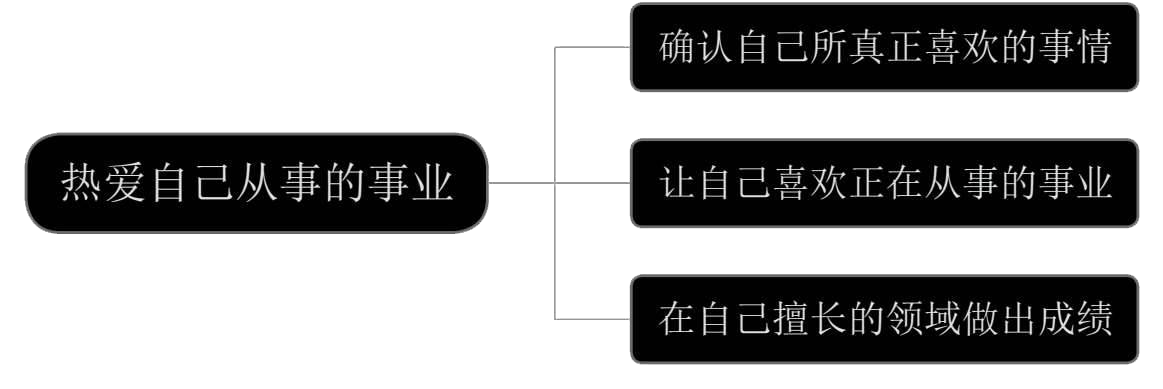 热爱自己从事的事业
确认自己所真正喜欢的事情
让自己喜欢正在从事的事业
在自己擅长的领域做出成绩